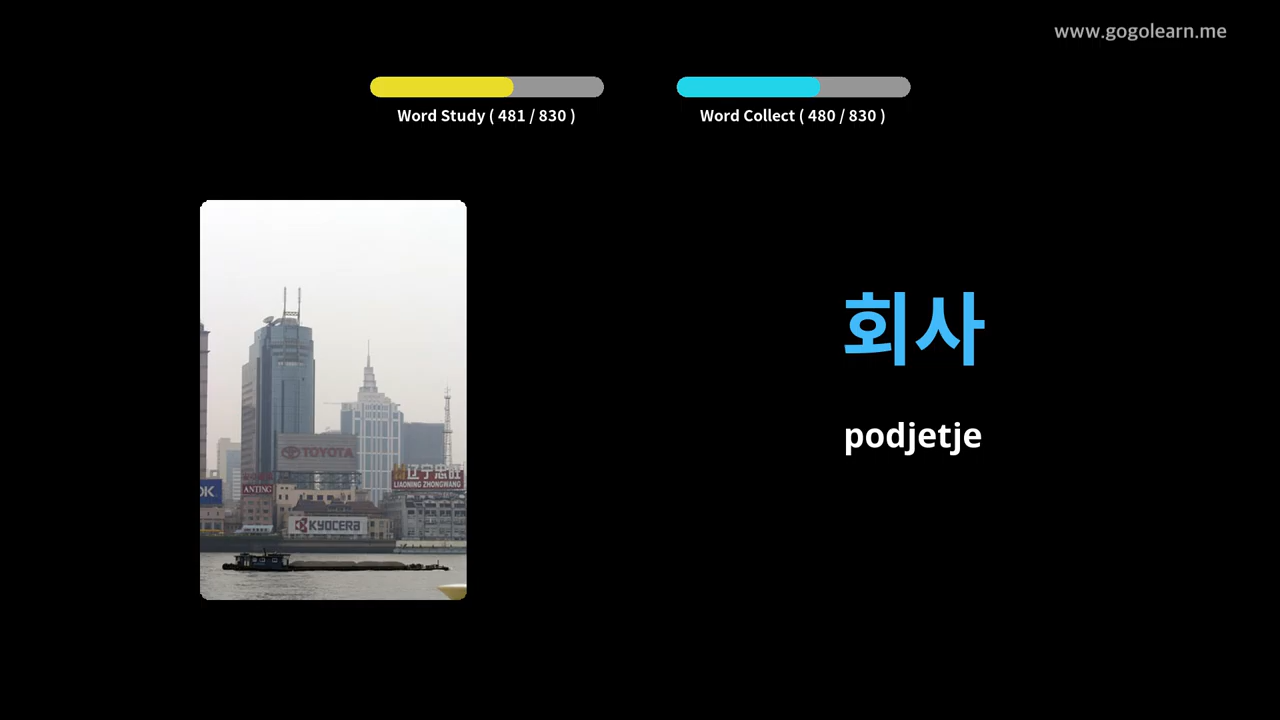 www.gogolearn.me
Word Study ( 481 / 830 )
Word Collect ( 480 / 830 )
TOYOTA
辽宁忠旺
LIAONING ZHONGWANG
OK
ANTING
KYOCERA
회사
podjetje